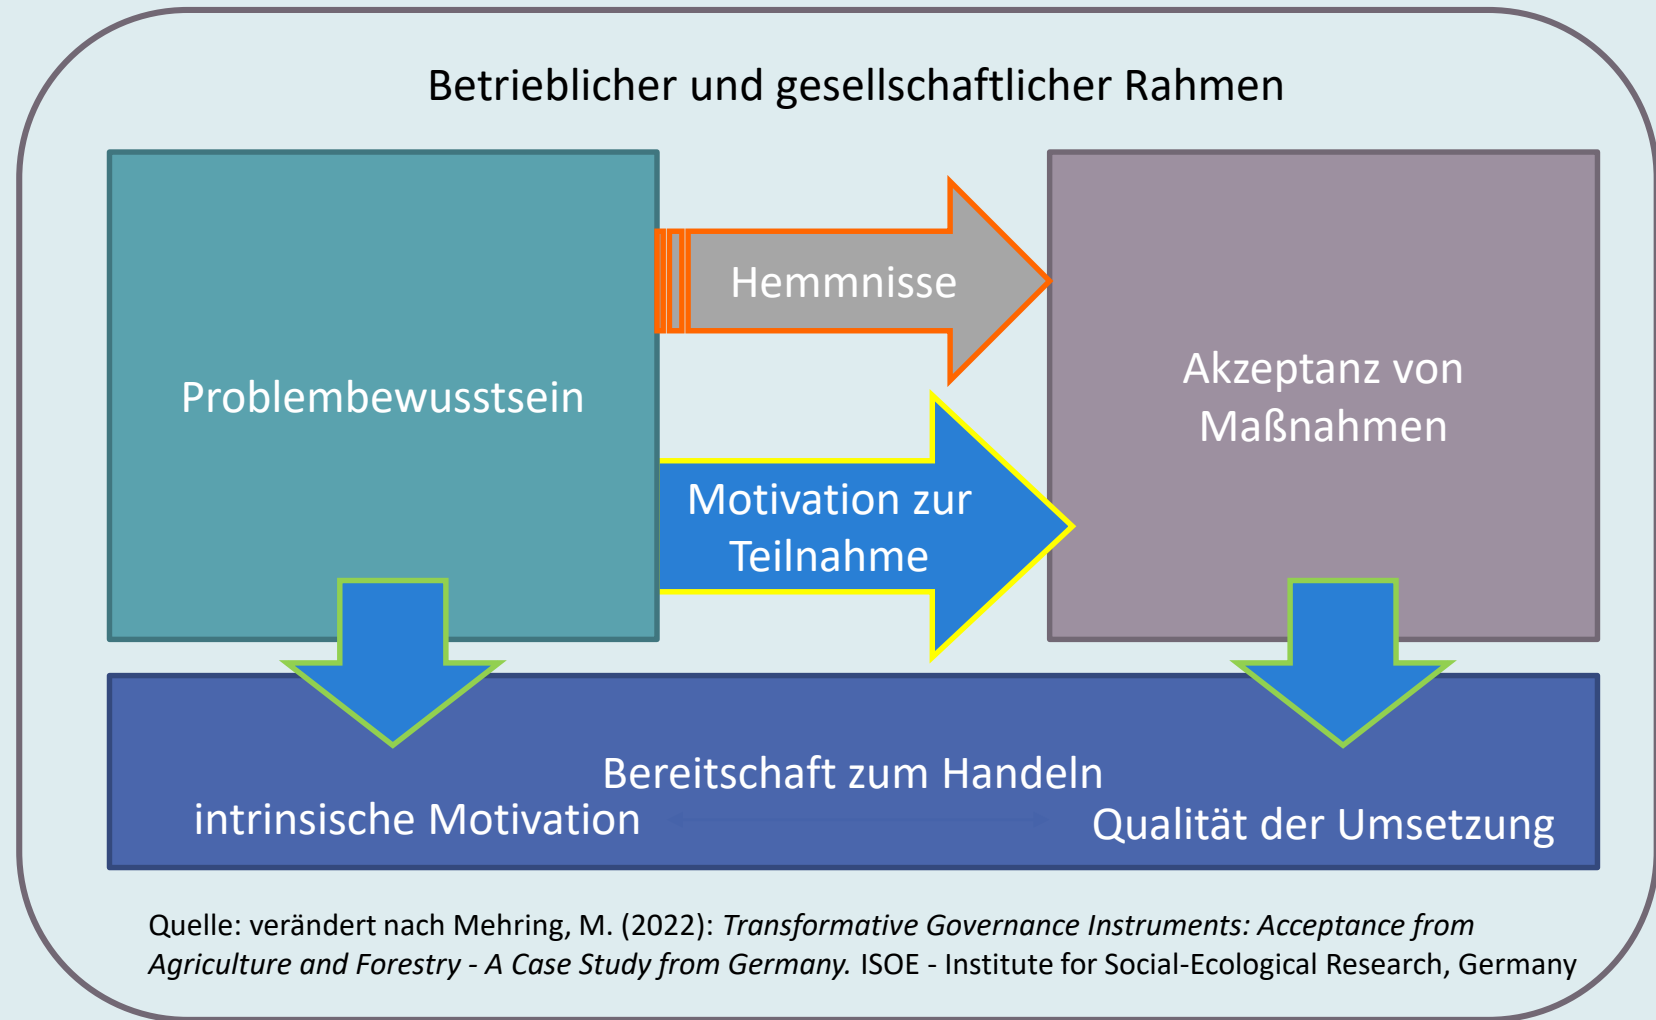 Betrieblicher und gesellschaftlicher Rahmen
Problembewusstsein
Hemmnisse
Motivation zur
Teilnahme
Akzeptanz von
Maßnahmen
Bereitschaft zum Handeln
intrinsische Motivation
Qualität der Umsetzung
Quelle: verändert nach Mehring, M. (2022): Transformative Governance Instruments: Acceptance from
Agriculture and Forestry - A Case Study from Germany. ISOE - Institute for Social-Ecological Research, Germany